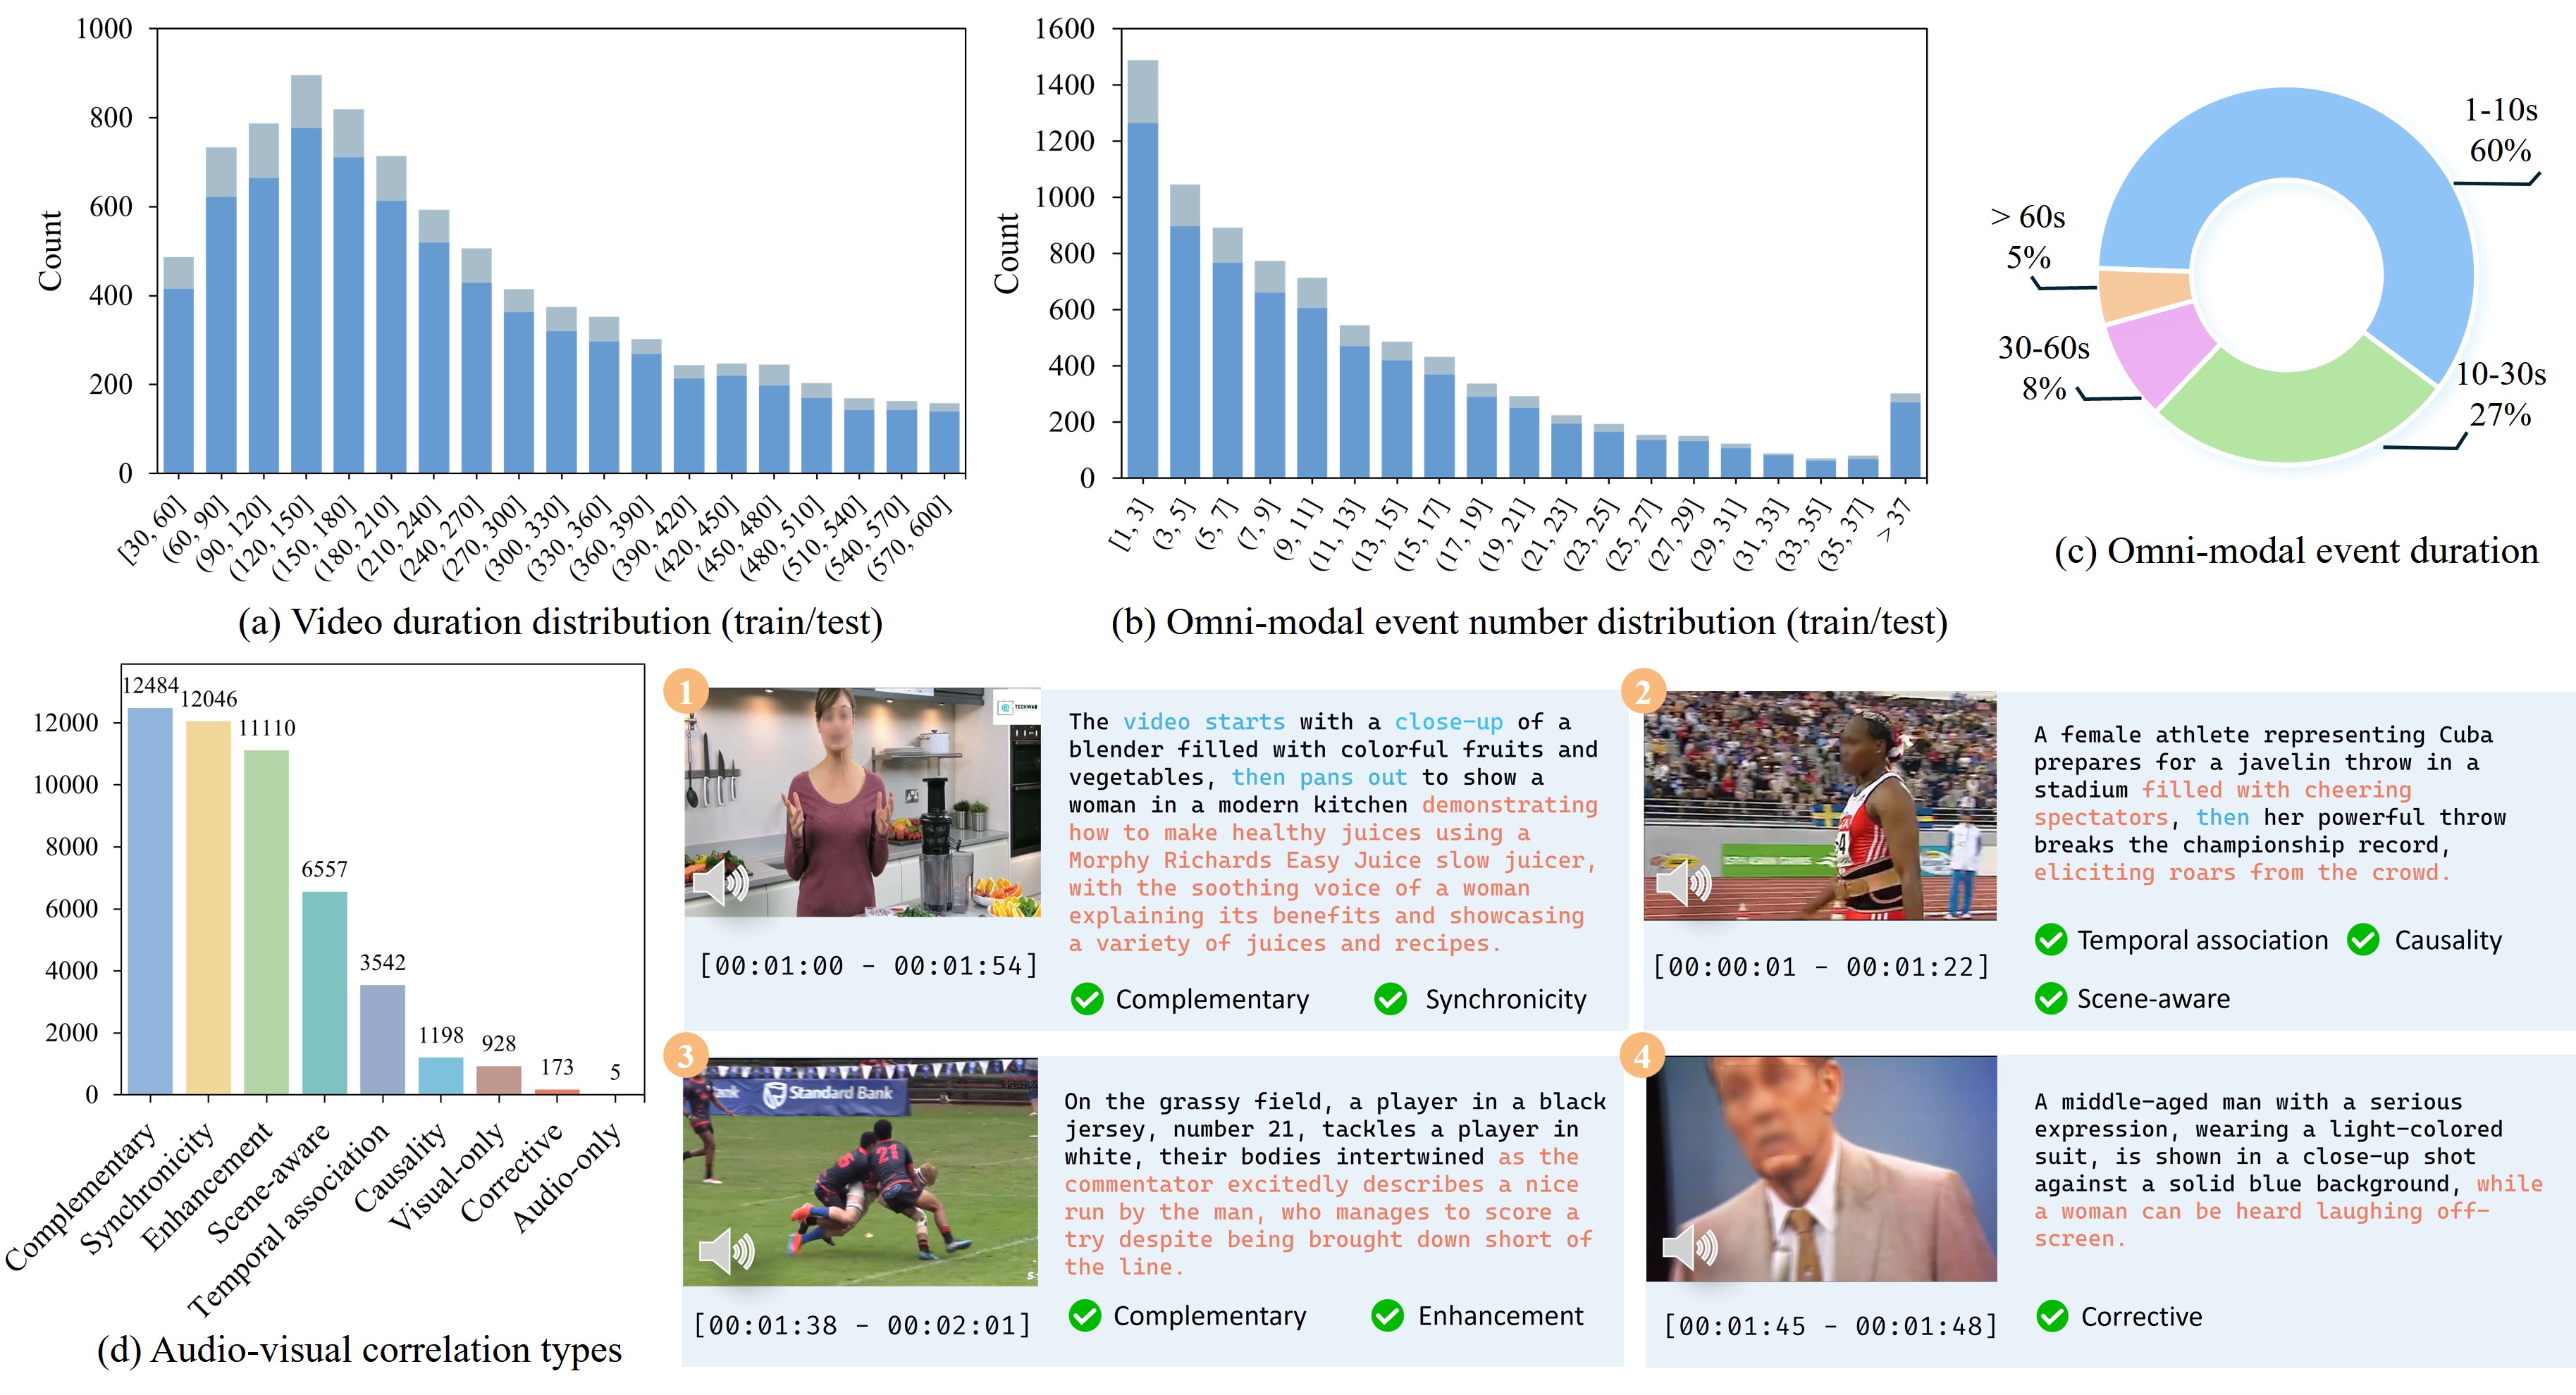 1000
800
600
400
200
0
Count
[30, 60]
(60, 90]
(90, 120]
(120, 150]
(150, 180]
(180, 210]
(210, 240]
(240, 270]
(270, 300]
(300, 330]
(330, 360]
(360, 390]
(390, 420]
(420, 450]
(450, 480]
(480, 510]
(510, 540]
(540, 570]
(570, 600]
(a) Video duration distribution (train/test)
1600
1400
1200
1000
800
600
400
200
0
Count
[1, 3]
(3, 5]
(5, 7]
(7, 9]
(9, 11]
(11, 13]
(13, 15]
(15, 17]
(17, 19]
(19, 21]
(21, 23]
(23, 25]
(25, 27]
(27, 29]
(29, 31]
(31, 33]
(33, 35]
(35, 37]
> 37
(b) Omni-modal event number distribution (train/test)
1-10s
60%
> 60s
5%
30-60s
8%
10-30s
27%
(c) Omni-modal event duration
12484
12046
11110
6557
3542
1198
928
173
5
12000
10000
8000
6000
4000
2000
0
Complementary
Synchronicity
Enhancement
Scene-aware
Temporal association
Causality
Visual-only
Corrective
Audio-only
(d) Audio-visual correlation types
1
TECHWAB
[00:01:00 - 00:01:54]
The video starts with a close-up of a
blender filled with colorful fruits and
vegetables, then pans out to show a
woman in a modern kitchen demonstrating
how to make healthy juices using a
Morphy Richards Easy Juice slow juicer,
with the soothing voice of a woman
explaining its benefits and showcasing
a variety of juices and recipes.
Complementary
Synchronicity
2
[00:00:01 - 00:01:22]
A female athlete representing Cuba
prepares for a javelin throw in a
stadium filled with cheering
spectators, then her powerful throw
breaks the championship record,
eliciting roars from the crowd.
Temporal association
Causality
Scene-aware
3
Standard Bank
21
[00:01:38 - 00:02:01]
On the grassy field, a player in a black
jersey, number 21, tackles a player in
white, their bodies intertwined as the
commentator excitedly describes a nice
run by the man, who manages to score a
try despite being brought down short of
the line.
Complementary
Enhancement
4
[00:01:45 - 00:01:48]
A middle-aged man with a serious
expression, wearing a light-colored
suit, is shown in a close-up shot
against a solid blue background, while
a woman can be heard laughing off-
screen.
Corrective